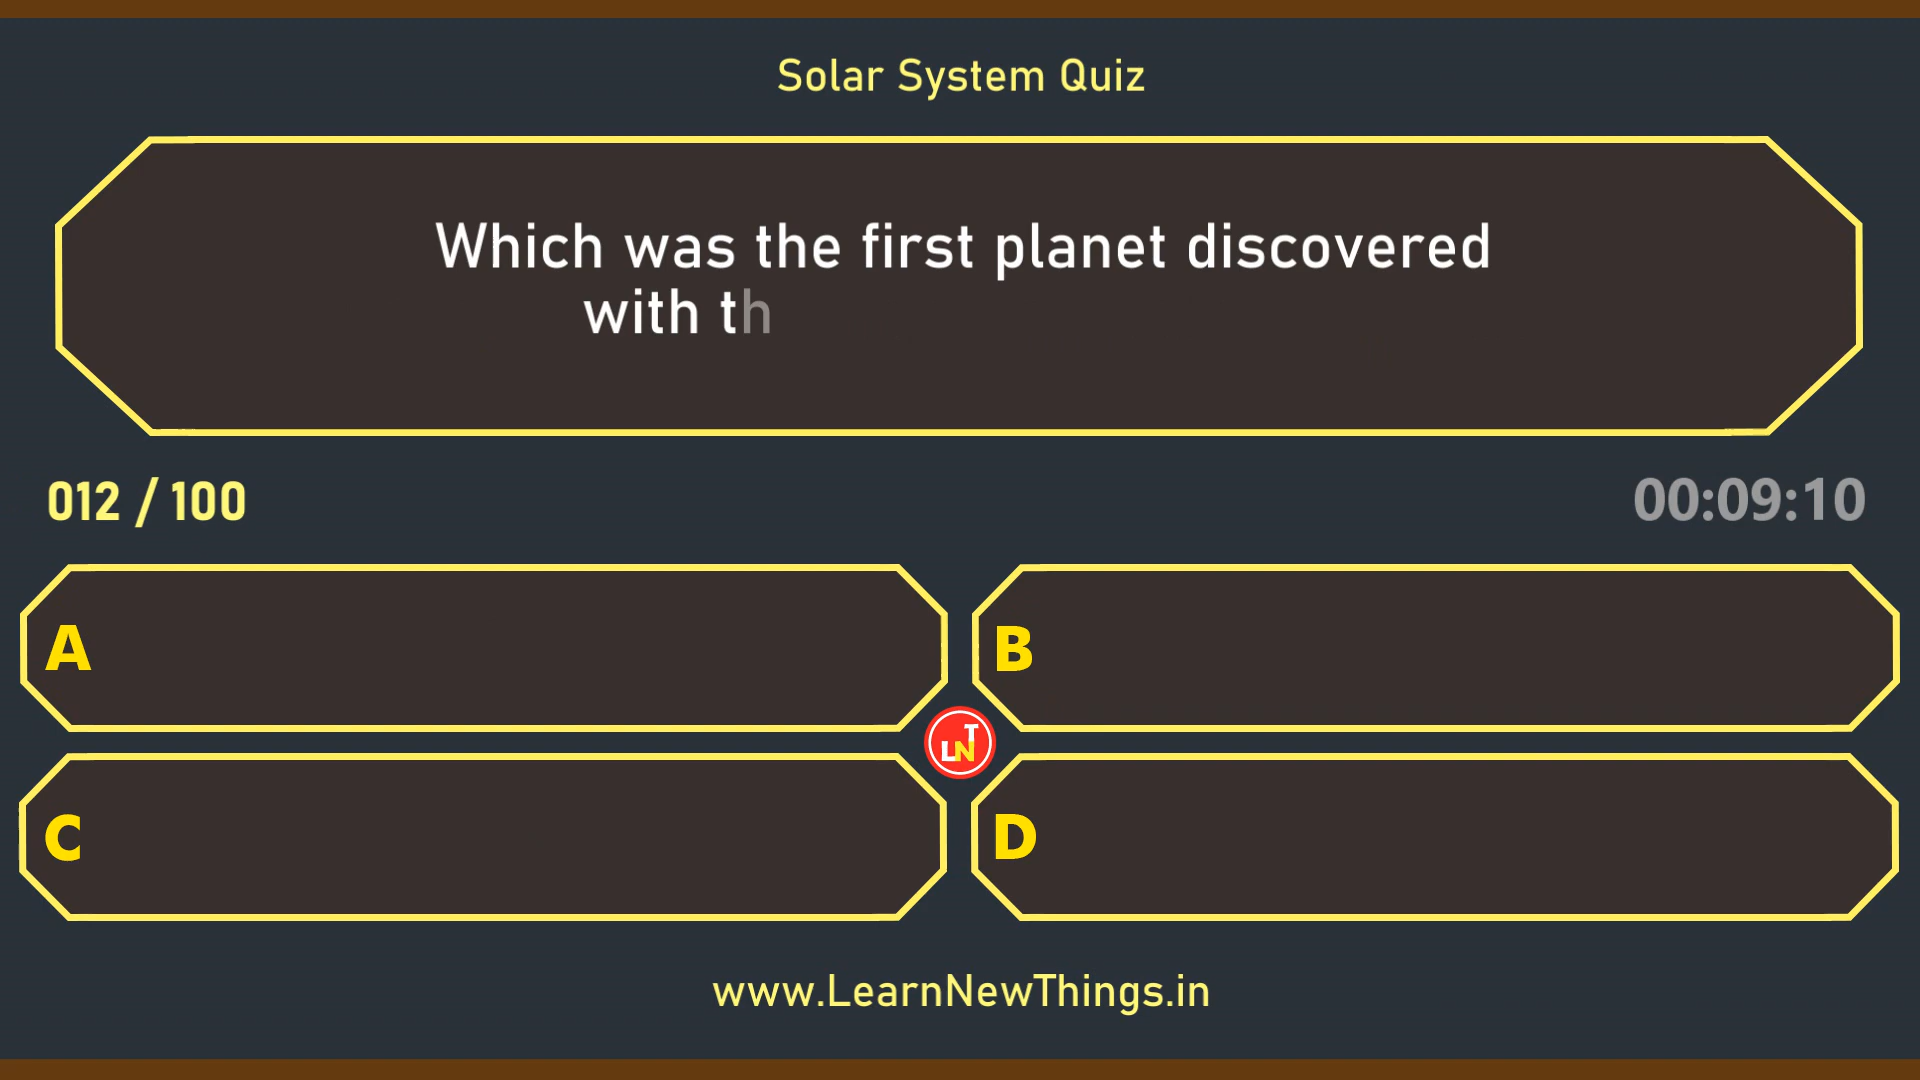 Solar System Quiz
Which was the first planet discovered
with th
012 / 100
00:09:10
A
B
C
D
LNT
www.LearnNewThings.in